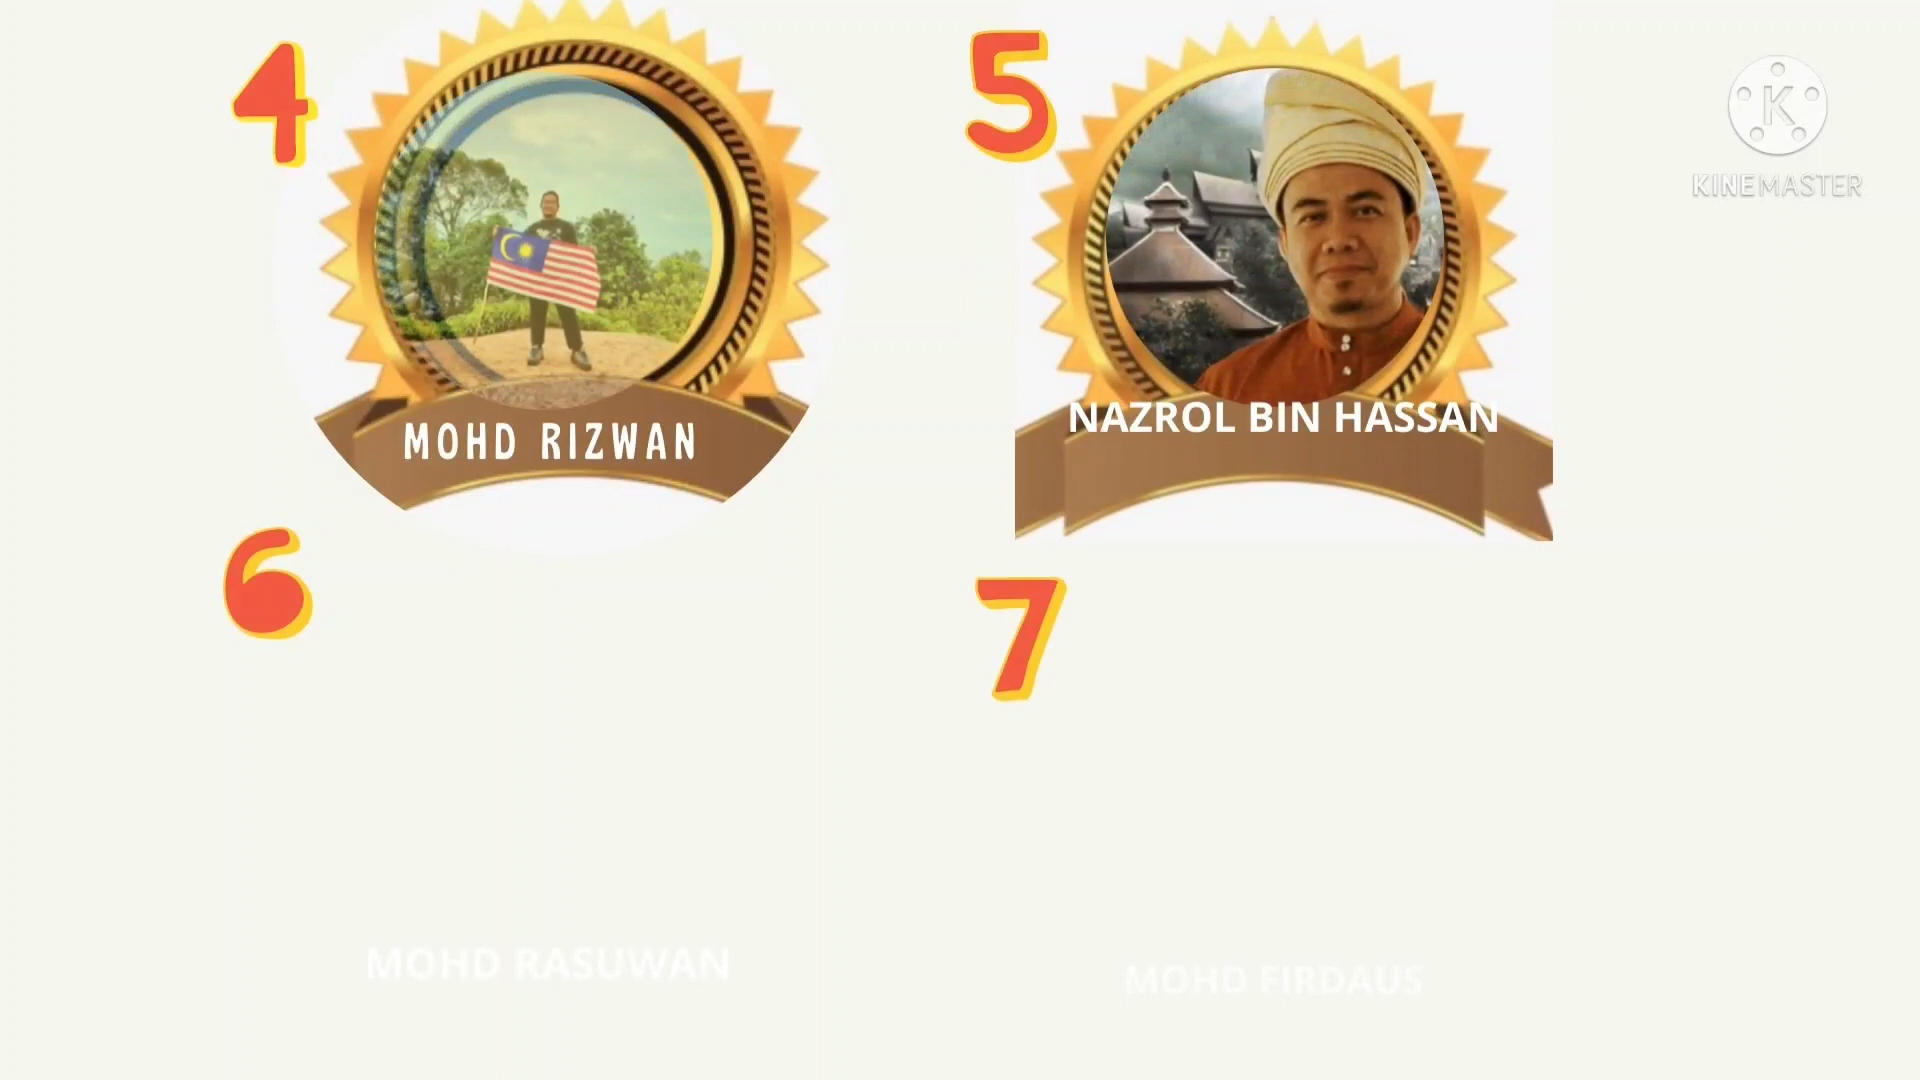 4
5
K
KINEMASTER
MOHD RIZWAN
NAZROL BIN HASSAN
6
7
MOHD RASUWAN
MOHD FIRDAUS